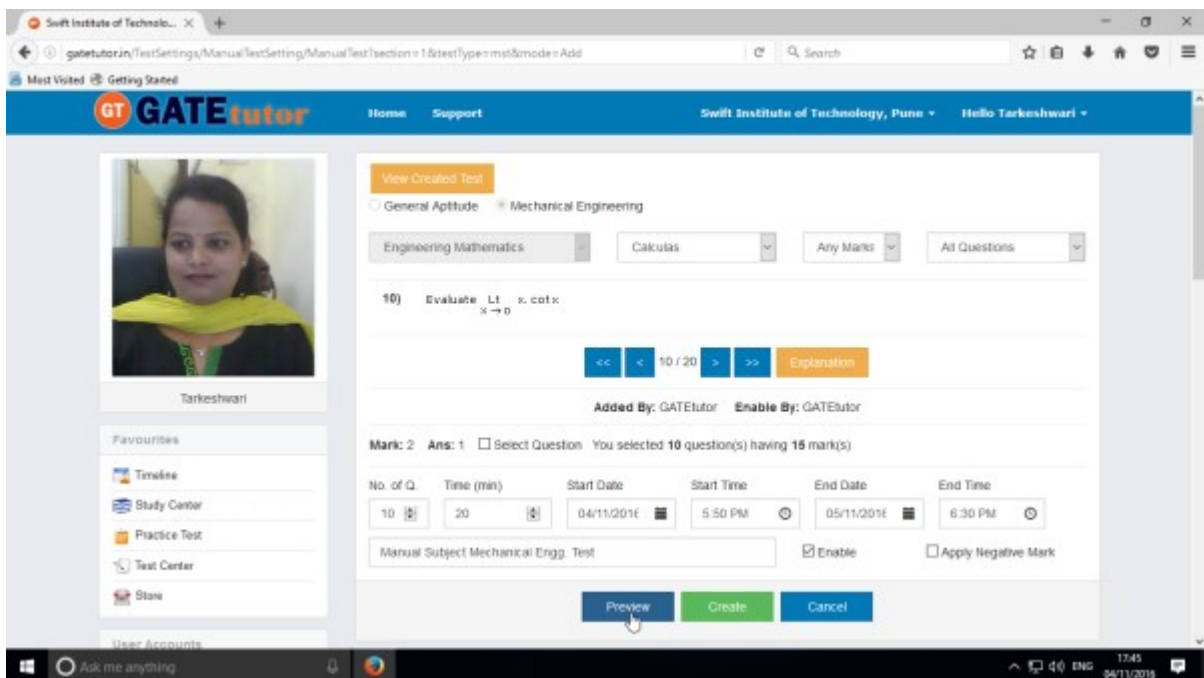 Swift Institute of Technolo...
gatetutor.in/TestSettings/ManualTestSetting/ManualTest?section=1&testType=mst&mode=Add
Search
Most Visited Getting Started
GT GATEtutor Home Support Swift Institute of Technology, Pune Hello Tarkeshwari
View Created Test
General Aptitude Mechanical Engineering
Engineering Mathematics Calculas Any Marks All Questions
10) Evaluate Lt x. cot x
x → 0
<< < 10 / 20 > >> Explanation
Tarkeshwari
Added By: GATEtutor Enable By: GATEtutor
Favourites
Mark: 2 Ans: 1 Select Question You selected 10 question(s) having 15 mark(s)
Timeline
No. of Q. Time (min) Start Date Start Time End Date End Time
Study Center
10 20 04/11/2016 5:50 PM 05/11/2016 6:30 PM
Practice Test
Manual Subject Mechanical Engg. Test Enable Apply Negative Mark
Test Center
Store
Preview Create Cancel
User Accounts
Ask me anything ENG 17:45
04/11/2016